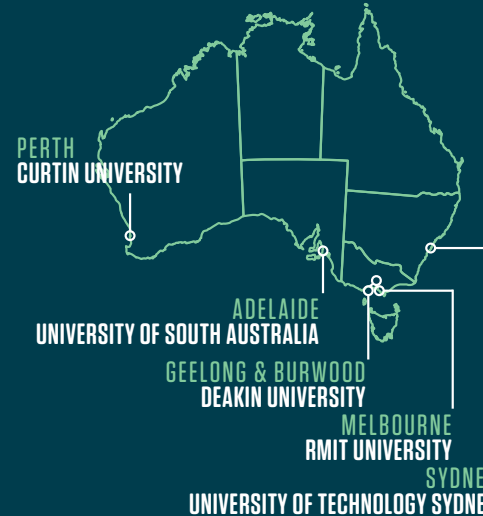 PERTH
CURTIN UNIVERSITY
ADELAIDE
UNIVERSITY OF SOUTH AUSTRALIA
GEELONG & BURWOOD
DEAKIN UNIVERSITY
MELBOURNE
RMIT UNIVERSITY
SYDNE
UNIVERSITY OF TECHNOLOGY SYDNE